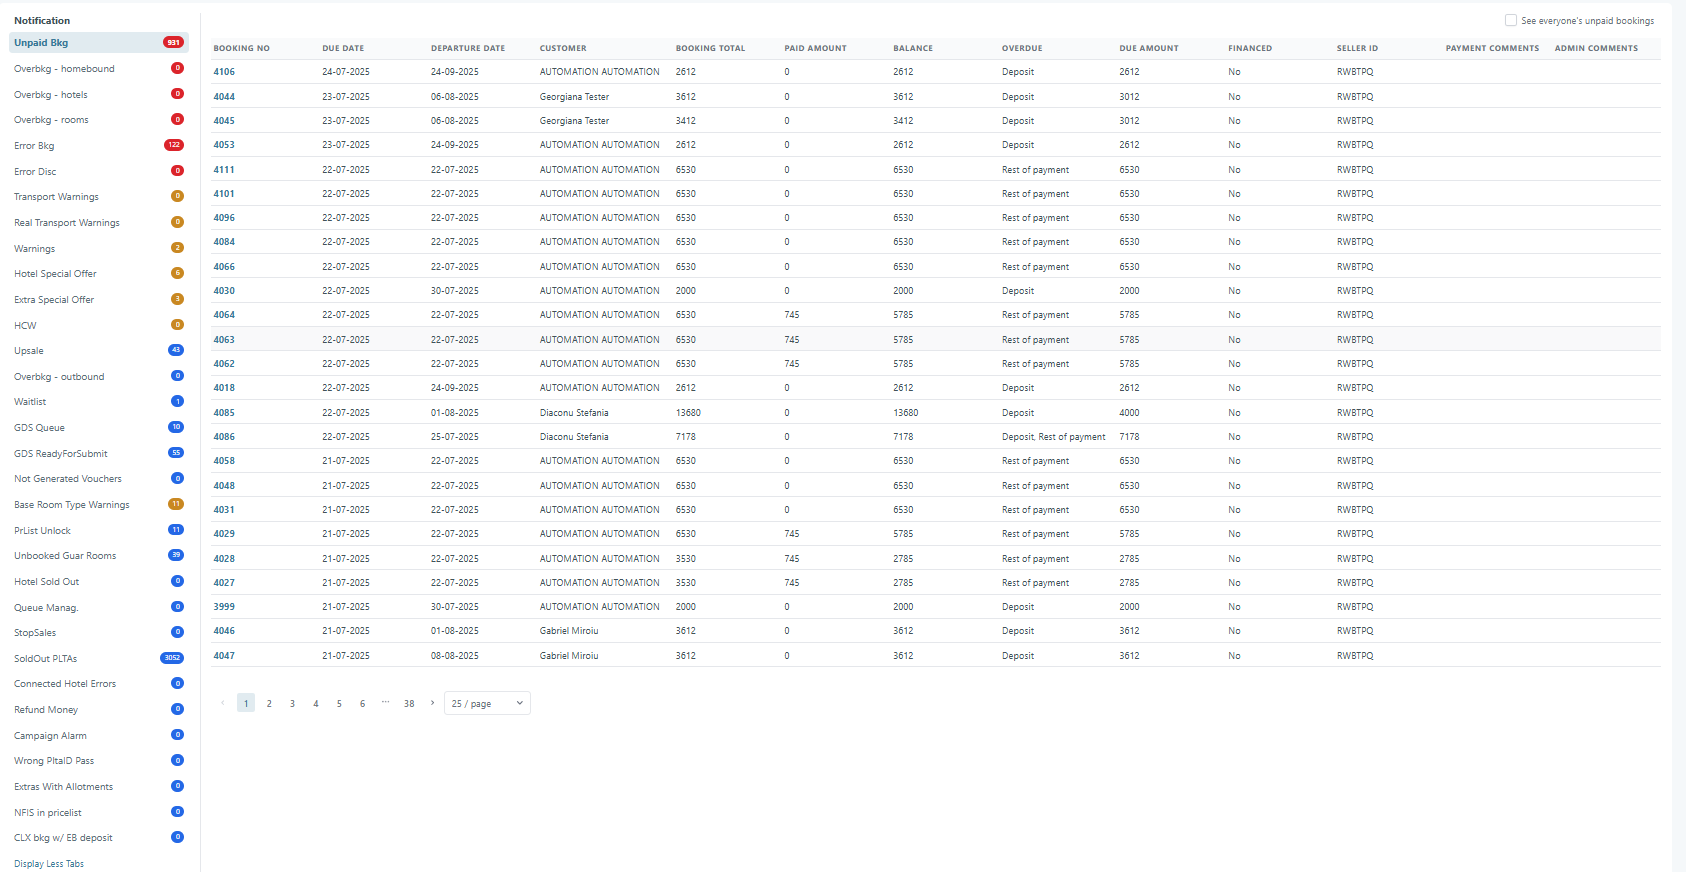 Notification
Unpaid Bkg 931
Overbkg - homebound 0
Overbkg - hotels 0
Overbkg - rooms 0
Error Bkg 122
Error Disc 0
Transport Warnings 0
Real Transport Warnings 0
Warnings 2
Hotel Special Offer 6
Extra Special Offer 3
HCW 0
Upsale 43
Overbkg - outbound 0
Waitlist 1
GDS Queue 10
GDS ReadyForSubmit 55
Not Generated Vouchers 0
Base Room Type Warnings 11
PrList Unlock 11
Unbooked Guar Rooms 39
Hotel Sold Out 0
Queue Manag. 0
StopSales 0
SoldOut PLTAs 3052
Connected Hotel Errors 0
Refund Money 0
Campaign Alarm 0
Wrong PltaID Pass 0
Extras With Allotments 0
NFIS in pricelist 0
CLX bkg w/ EB deposit 0
Display Less Tabs
See everyone's unpaid bookings
BOOKING NO DUE DATE DEPARTURE DATE CUSTOMER BOOKING TOTAL PAID AMOUNT BALANCE OVERDUE DUE AMOUNT FINANCED SELLER ID PAYMENT COMMENTS ADMIN COMMENTS
4106 24-07-2025 24-09-2025 AUTOMATION AUTOMATION 2612 0 2612 Deposit 2612 No RWBTPQ
4044 23-07-2025 06-08-2025 Georgiana Tester 3612 0 3612 Deposit 3012 No RWBTPQ
4045 23-07-2025 06-08-2025 Georgiana Tester 3412 0 3412 Deposit 3012 No RWBTPQ
4053 23-07-2025 24-09-2025 AUTOMATION AUTOMATION 2612 0 2612 Deposit 2612 No RWBTPQ
4111 22-07-2025 22-07-2025 AUTOMATION AUTOMATION 6530 0 6530 Rest of payment 6530 No RWBTPQ
4101 22-07-2025 22-07-2025 AUTOMATION AUTOMATION 6530 0 6530 Rest of payment 6530 No RWBTPQ
4096 22-07-2025 22-07-2025 AUTOMATION AUTOMATION 6530 0 6530 Rest of payment 6530 No RWBTPQ
4084 22-07-2025 22-07-2025 AUTOMATION AUTOMATION 6530 0 6530 Rest of payment 6530 No RWBTPQ
4066 22-07-2025 22-07-2025 AUTOMATION AUTOMATION 6530 0 6530 Rest of payment 6530 No RWBTPQ
4030 22-07-2025 30-07-2025 AUTOMATION AUTOMATION 2000 0 2000 Deposit 2000 No RWBTPQ
4064 22-07-2025 22-07-2025 AUTOMATION AUTOMATION 6530 745 5785 Rest of payment 5785 No RWBTPQ
4063 22-07-2025 22-07-2025 AUTOMATION AUTOMATION 6530 745 5785 Rest of payment 5785 No RWBTPQ
4062 22-07-2025 22-07-2025 AUTOMATION AUTOMATION 6530 745 5785 Rest of payment 5785 No RWBTPQ
4018 22-07-2025 24-09-2025 AUTOMATION AUTOMATION 2612 0 2612 Deposit 2612 No RWBTPQ
4085 22-07-2025 01-08-2025 Diaconu Stefania 13680 0 13680 Deposit 4000 No RWBTPQ
4086 22-07-2025 25-07-2025 Diaconu Stefania 7178 0 7178 Deposit, Rest of payment 7178 No RWBTPQ
4058 21-07-2025 22-07-2025 AUTOMATION AUTOMATION 6530 0 6530 Rest of payment 6530 No RWBTPQ
4048 21-07-2025 22-07-2025 AUTOMATION AUTOMATION 6530 0 6530 Rest of payment 6530 No RWBTPQ
4031 21-07-2025 22-07-2025 AUTOMATION AUTOMATION 6530 0 6530 Rest of payment 6530 No RWBTPQ
4029 21-07-2025 22-07-2025 AUTOMATION AUTOMATION 6530 745 5785 Rest of payment 5785 No RWBTPQ
4028 21-07-2025 22-07-2025 AUTOMATION AUTOMATION 3530 745 2785 Rest of payment 2785 No RWBTPQ
4027 21-07-2025 22-07-2025 AUTOMATION AUTOMATION 3530 745 2785 Rest of payment 2785 No RWBTPQ
3999 21-07-2025 30-07-2025 AUTOMATION AUTOMATION 2000 0 2000 Deposit 2000 No RWBTPQ
4046 21-07-2025 01-08-2025 Gabriel Miroiu 3612 0 3612 Deposit 3612 No RWBTPQ
4047 21-07-2025 08-08-2025 Gabriel Miroiu 3612 0 3612 Deposit 3612 No RWBTPQ
1 2 3 4 5 6 ··· 38 25 / page